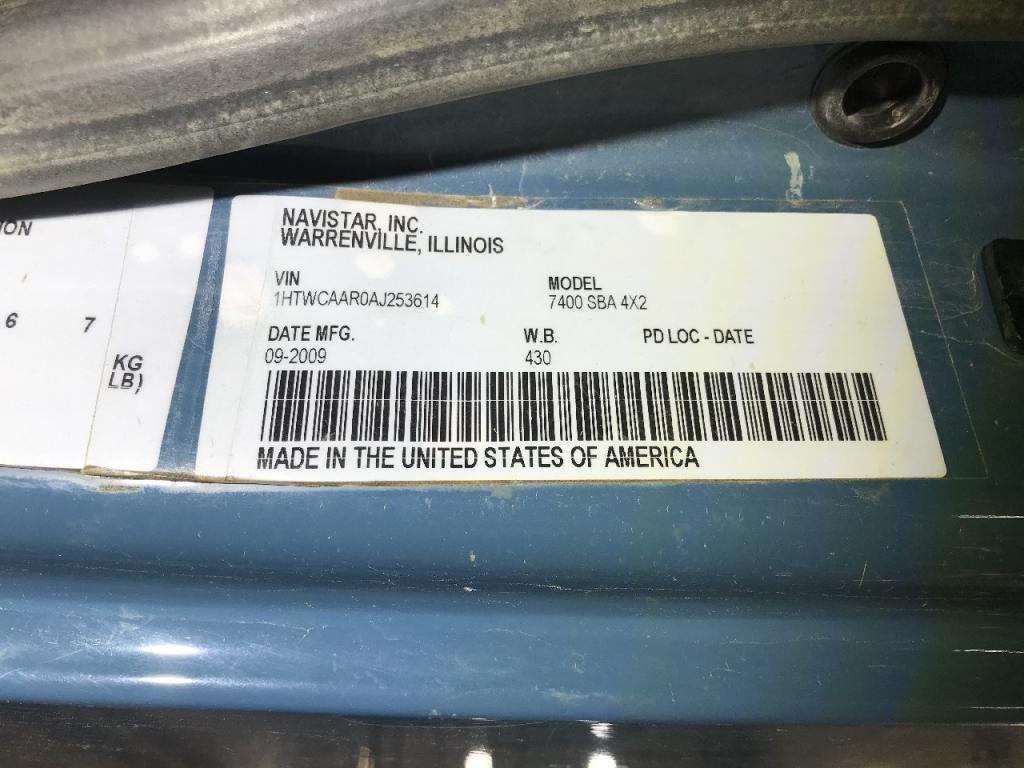 ION
6 7
KG
LB)
NAVISTAR, INC.
WARRENVILLE, ILLINOIS
VIN MODEL
1HTWCAAR0AJ253614 7400 SBA 4X2
DATE MFG. W.B. PD LOC - DATE
09-2009 430
MADE IN THE UNITED STATES OF AMERICA